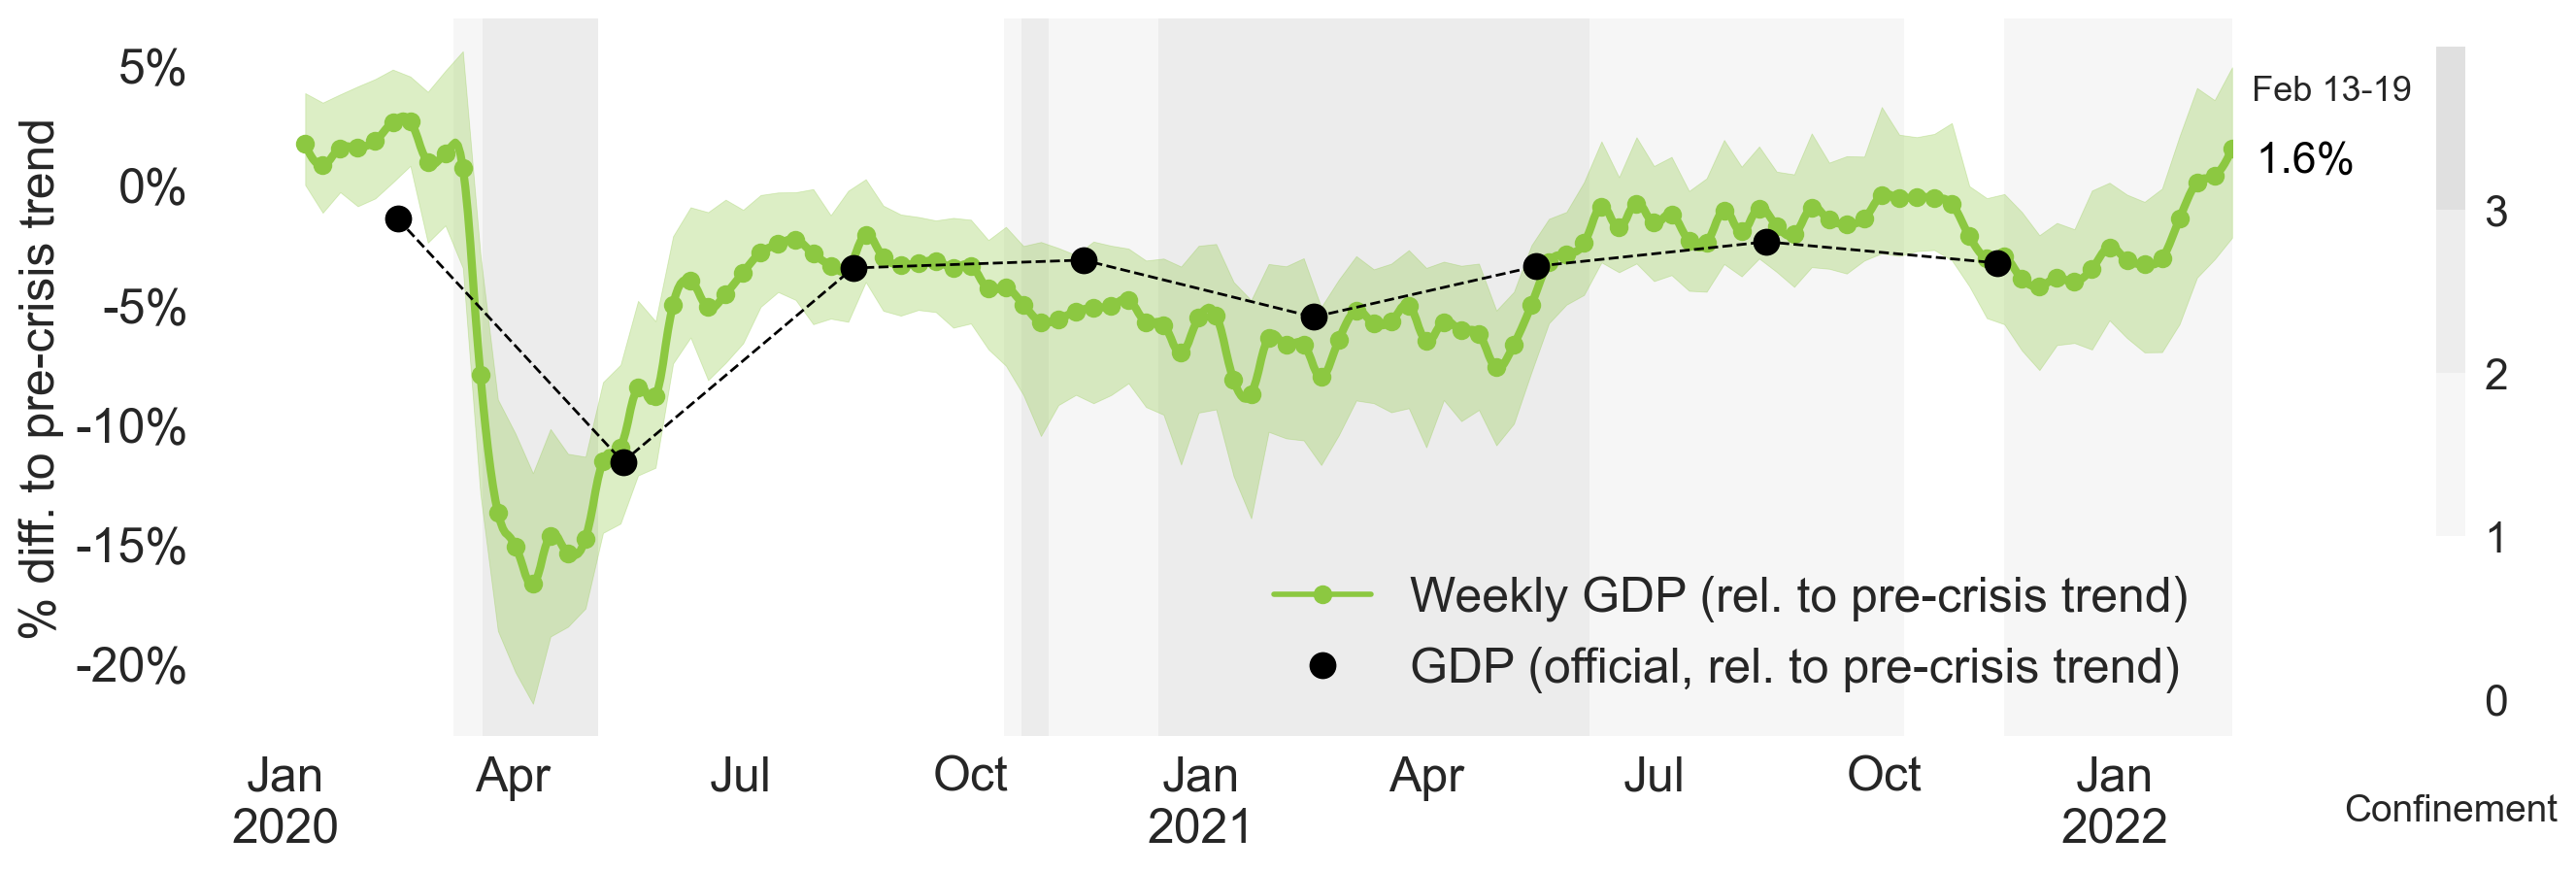 % diff. to pre-crisis trend
5%
0%
-5%
-10%
-15%
-20%
Feb 13-19
1.6%
3
2
1
0
Weekly GDP (rel. to pre-crisis trend)
GDP (official, rel. to pre-crisis trend)
Jan Apr Jul Oct Jan Apr Jul Oct Jan
2020 2021 2022
Confinement